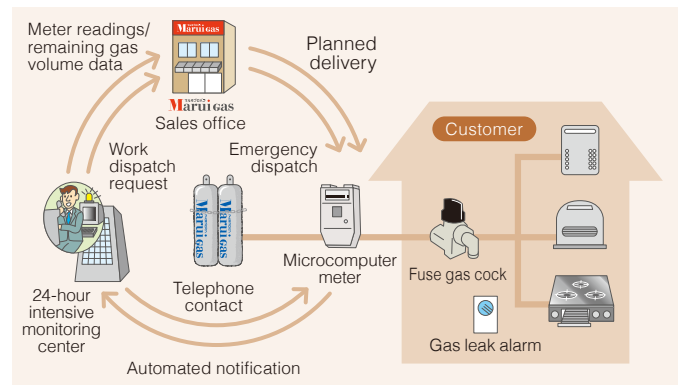 Meter readings/
remaining gas
volume data
Marui GAS
Planned
delivery
Marui GAS
Sales office
Customer
Work
dispatch
request
Emergency
dispatch
Marui GAS
Marui GAS
Microcomputer
meter
Fuse gas cock
24-hour
intensive
monitoring
center
Telephone
contact
Gas leak alarm
Automated notification